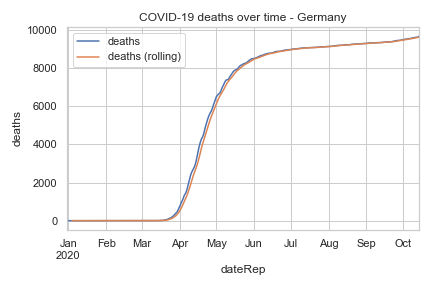 COVID-19 deaths over time - Germany
deaths
deaths (rolling)
10000
8000
6000
4000
2000
0
deaths
Jan Feb Mar Apr May Jun Jul Aug Sep Oct
2020
dateRep